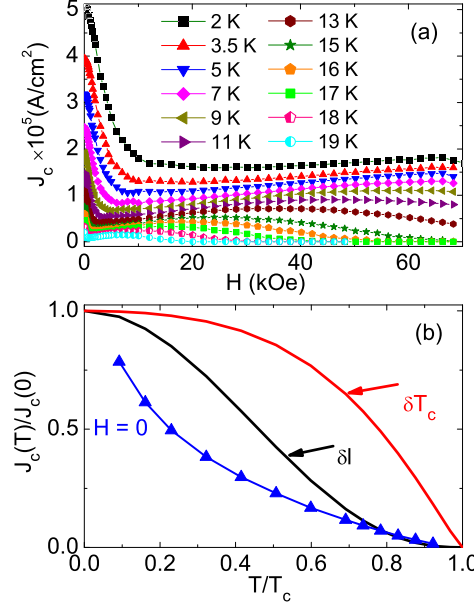 5
4
3
2
1
0
J_c ×10^5(A/cm^2)
2 K
3.5 K
5 K
7 K
9 K
11 K
13 K
15 K
16 K
17 K
18 K
19 K
(a)
0
20
40
60
H (kOe)
1.0
0.5
0.0
J_c(T)/J_c(0)
(b)
H = 0
δT_c
δl
0.0
0.2
0.4
0.6
0.8
1.0
T/T_c